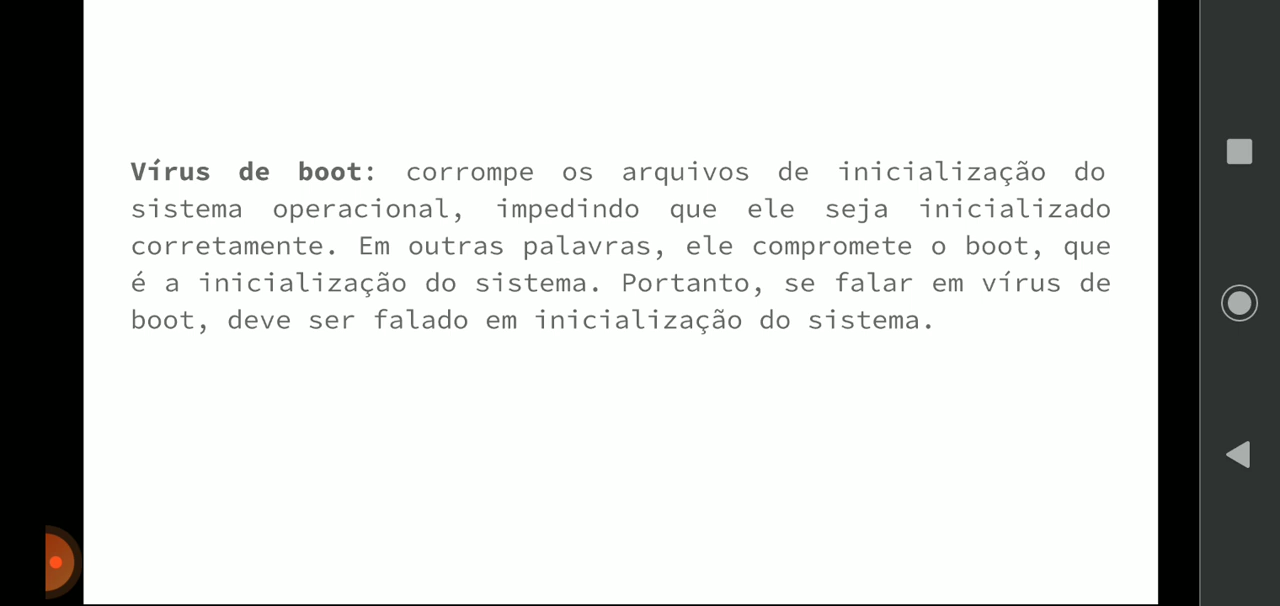 Vírus de boot: corrompe os arquivos de inicialização do
sistema operacional, impedindo que ele seja inicializado
corretamente. Em outras palavras, ele compromete o boot, que
é a inicialização do sistema. Portanto, se falar em vírus de
boot, deve ser falado em inicialização do sistema.